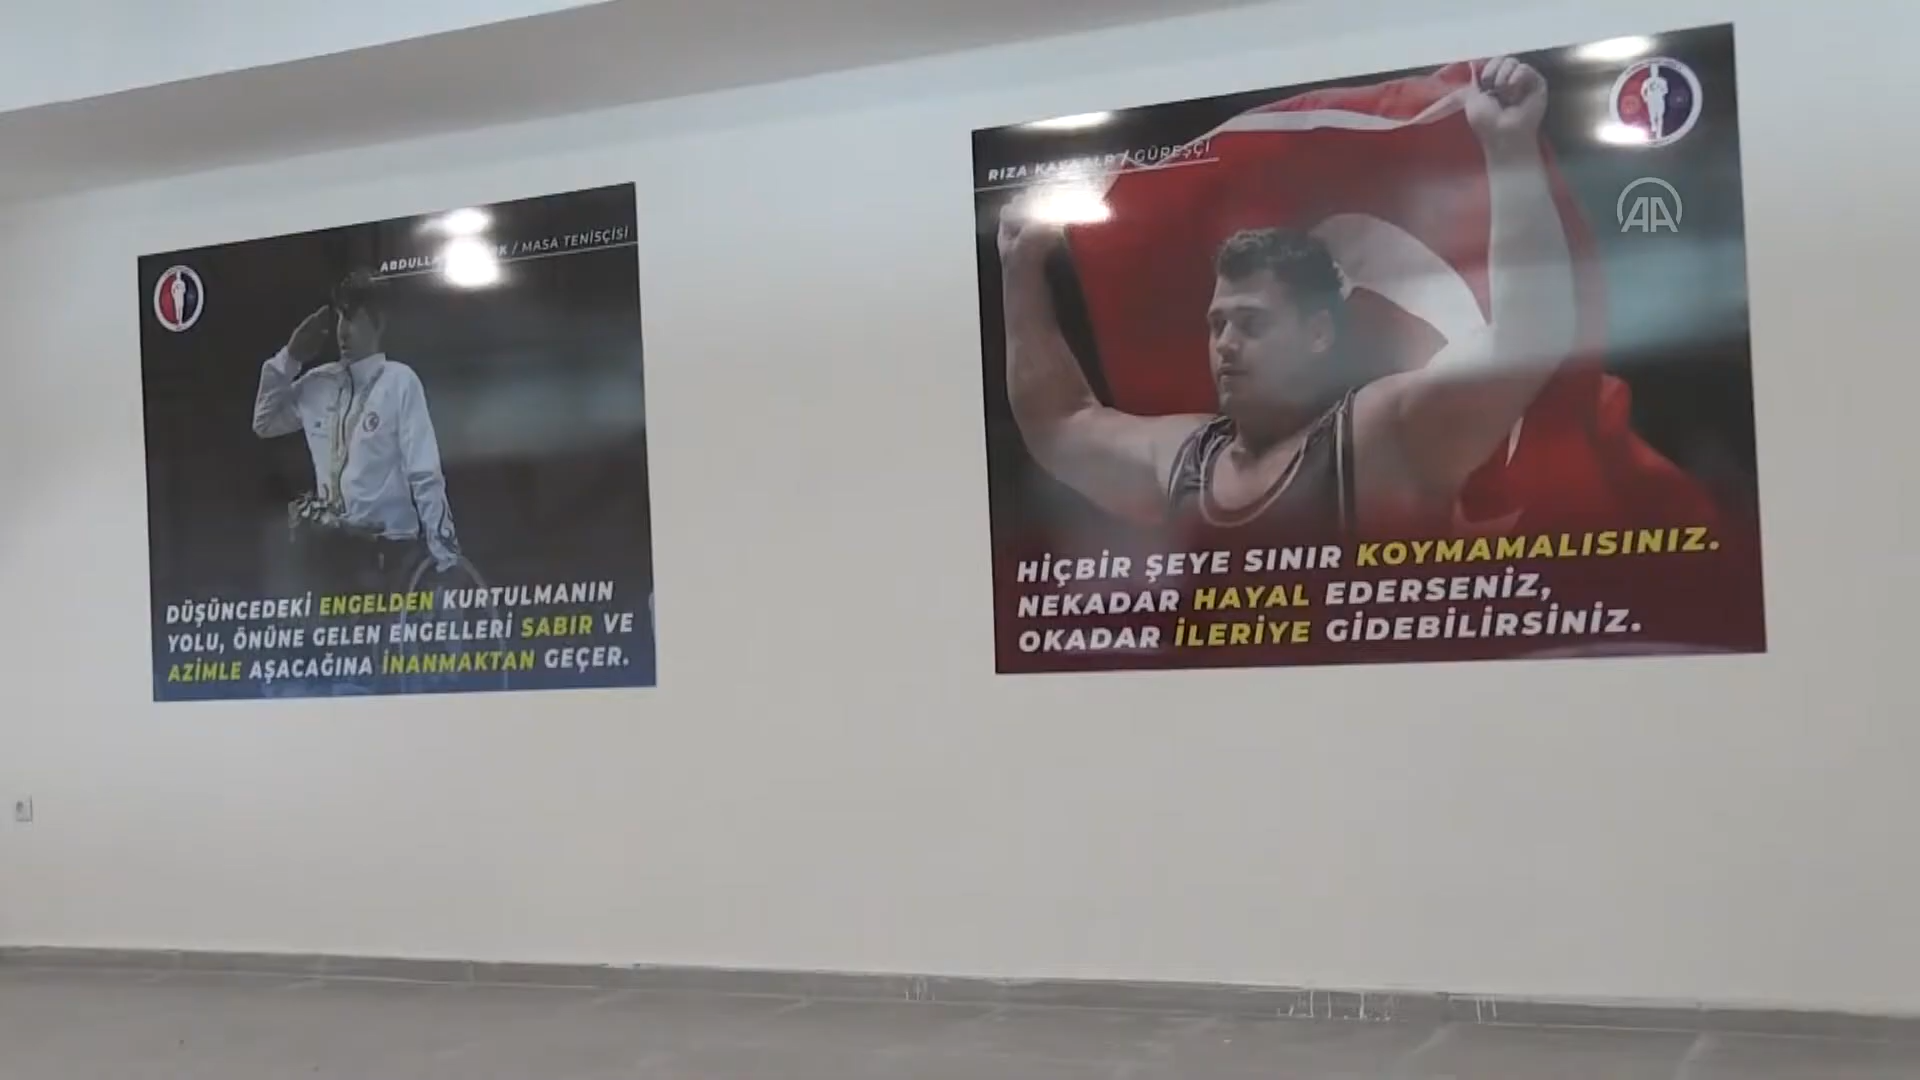 / MASA TENİSÇİSİ
DÜŞÜNCEDEKİ ENGELDEN KURTULMANIN
YOLU, ÖNÜNE GELEN ENGELLERİ SABIR VE
AZİMLE AŞACAĞINA İNANMAKTAN GEÇER.
RIZA KAYAALP / GÜREŞÇİ
HİÇBİR ŞEYE SINIR KOYMAMALISINIZ.
NEKADAR HAYAL EDERSENİZ,
OKADAR İLERİYE GİDEBİLİRSİNİZ.
AA